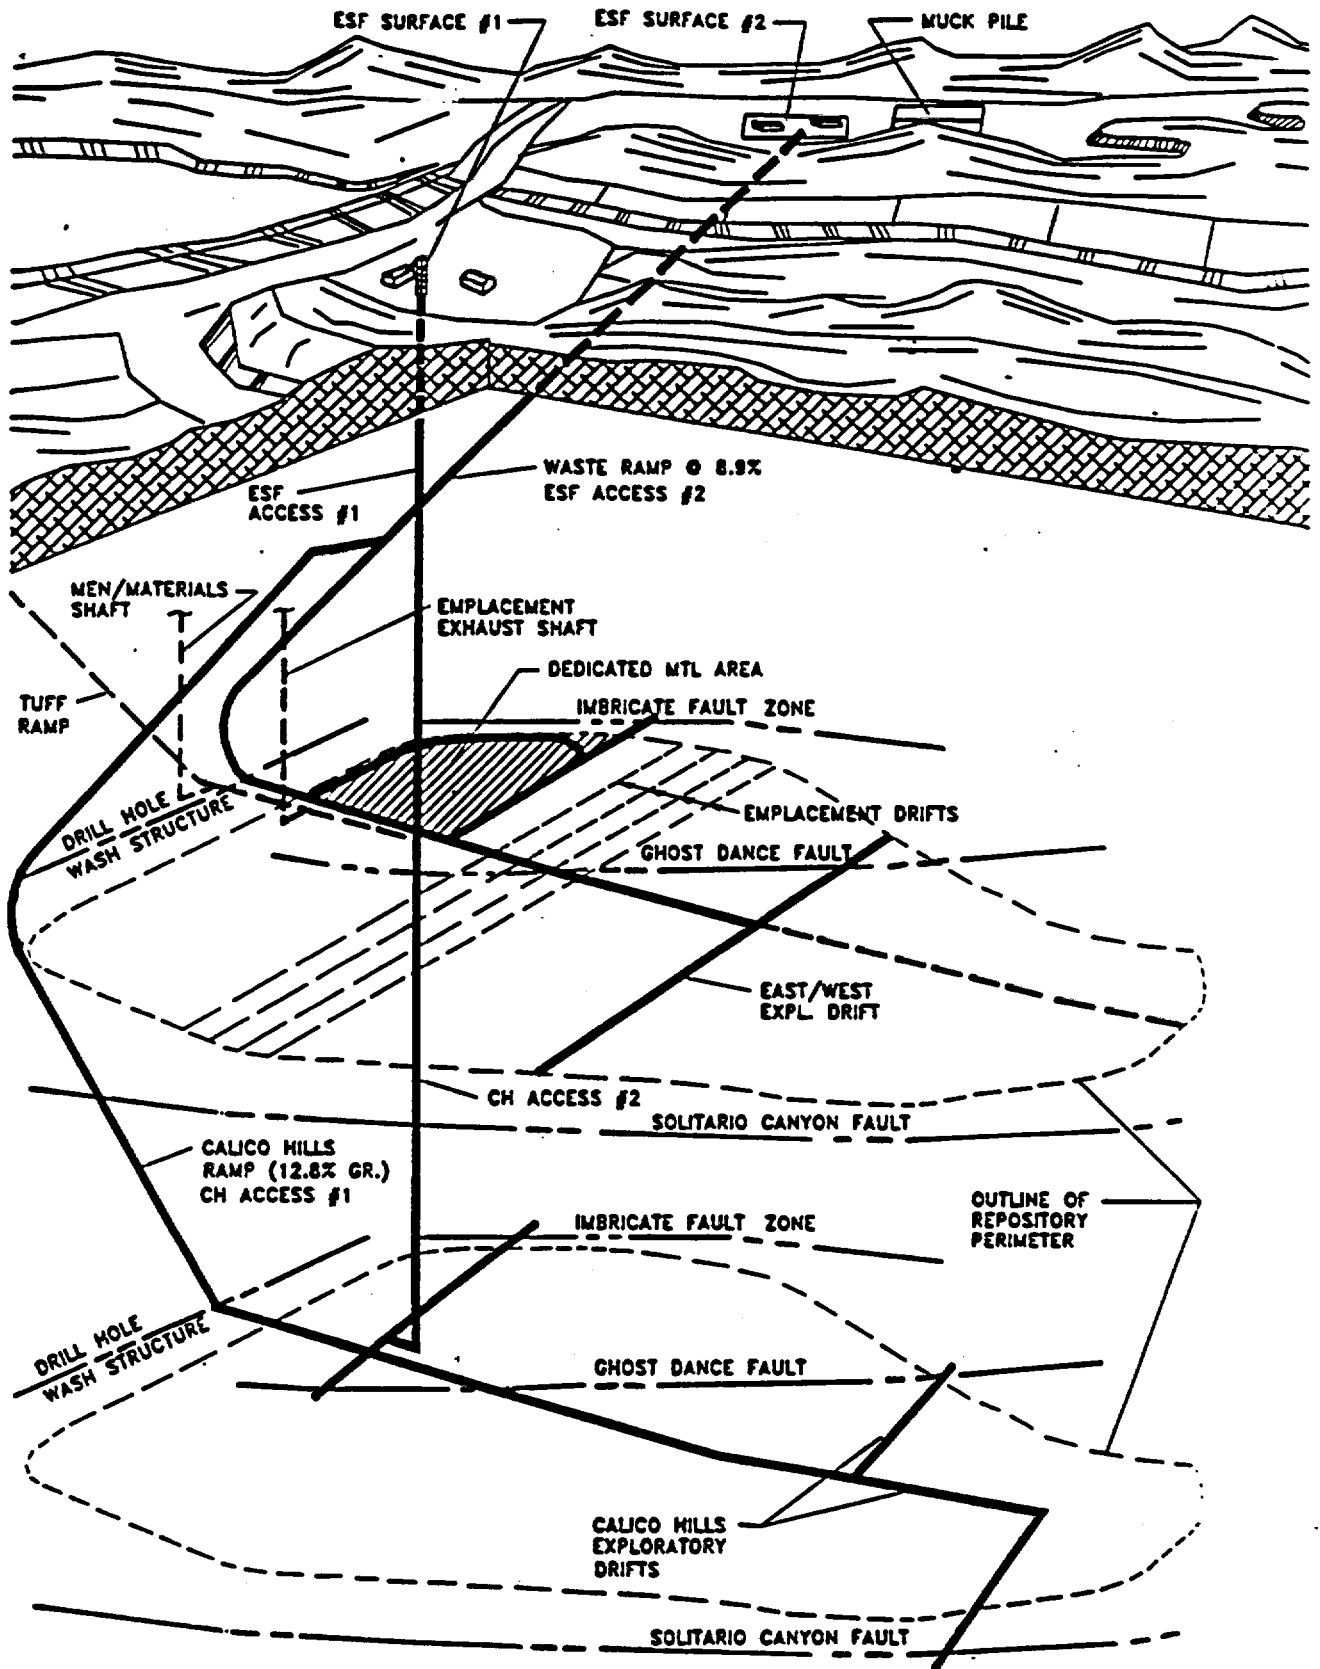 ESF SURFACE #1
ESF SURFACE #2
MUCK PILE
WASTE RAMP @ 8.9%
ESF ACCESS #2
ESF
ACCESS #1
MEN/MATERIALS
SHAFT
EMPLACEMENT
EXHAUST SHAFT
DEDICATED MTL AREA
TUFF
RAMP
IMBRICATE FAULT ZONE
DRILL HOLE
WASH STRUCTURE
EMPLACEMENT DRIFTS
GHOST DANCE FAULT
EAST/WEST
EXPL. DRIFT
CH ACCESS #2
SOLITARIO CANYON FAULT
CALICO HILLS
RAMP (12.8% GR.)
CH ACCESS #1
OUTLINE OF
REPOSITORY
PERIMETER
IMBRICATE FAULT ZONE
DRILL HOLE
WASH STRUCTURE
GHOST DANCE FAULT
CALICO HILLS
EXPLORATORY
DRIFTS
SOLITARIO CANYON FAULT